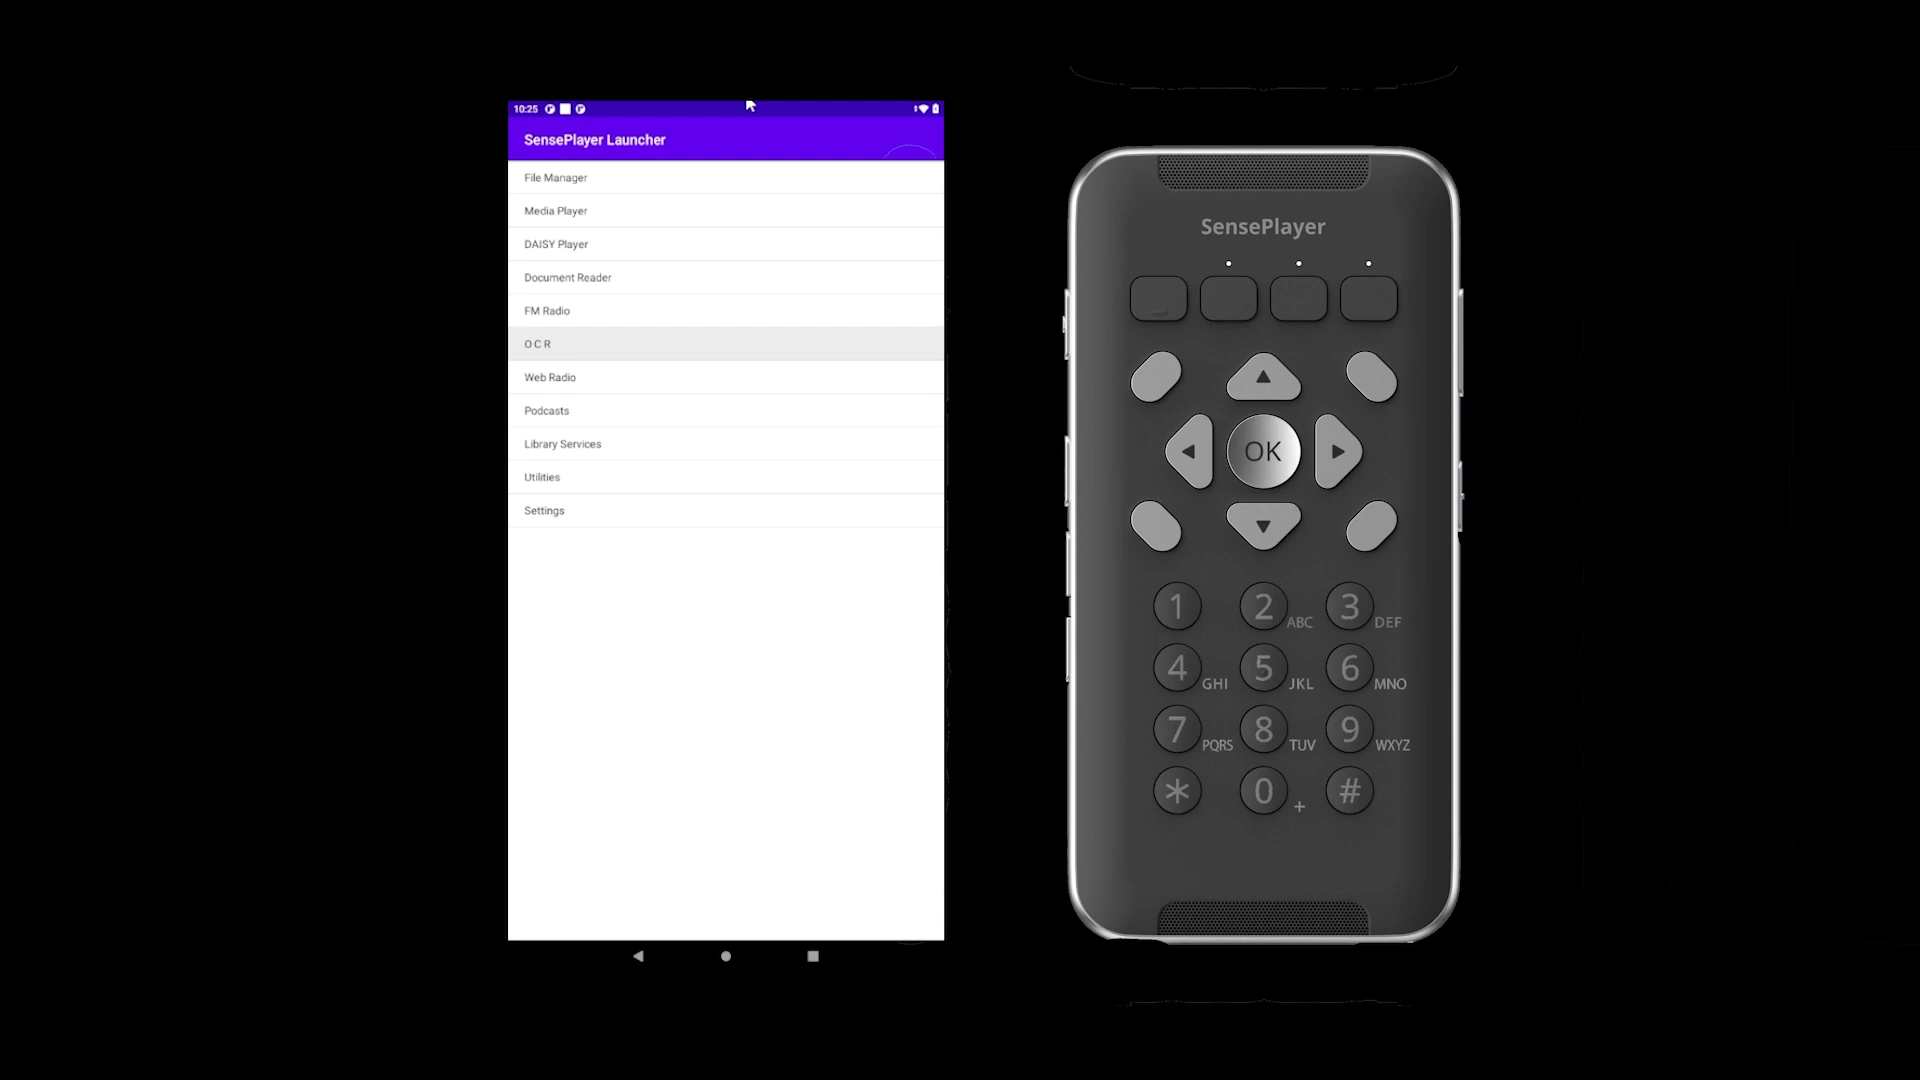 10:25
SensePlayer Launcher
File Manager
Media Player
DAISY Player
Document Reader
FM Radio
O C R
Web Radio
Podcasts
Library Services
Utilities
Settings
SensePlayer
OK
1 2 ABC 3 DEF
4 GHI 5 JKL 6 MNO
7 PQRS 8 TUV 9 WXYZ
* 0 + #